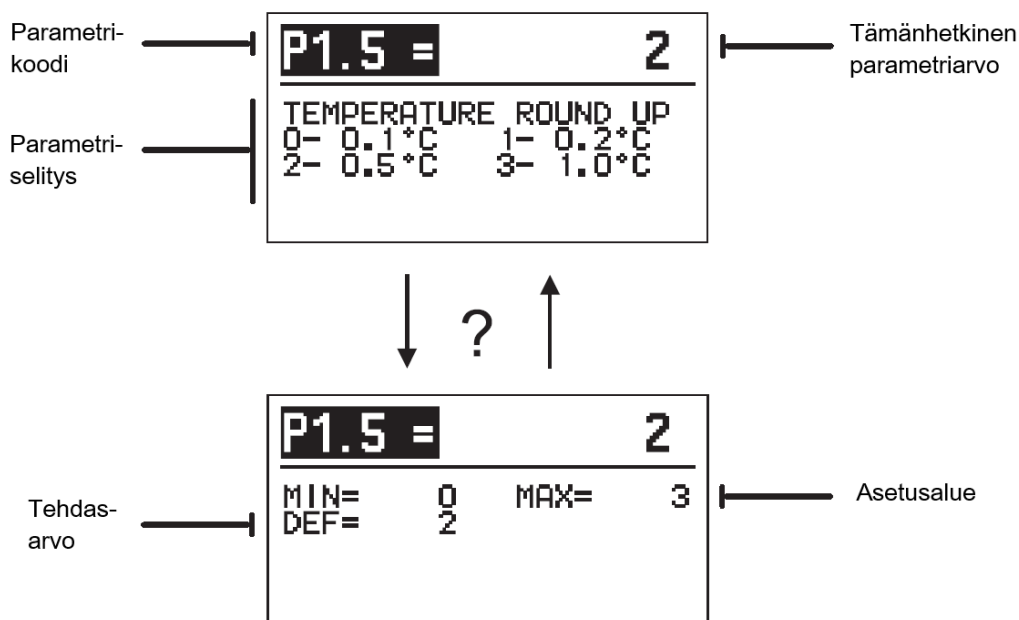 Parametri-
koodi
P1.5 = 2
Tämänhetkinen
parametriarvo
Parametri-
selitys
TEMPERATURE ROUND UP
0- 0.1°C 1- 0.2°C
2- 0.5°C 3- 1.0°C
?
P1.5 = 2
Tehdas-
arvo
MIN= 0 MAX= 3
DEF= 2
Asetusalue